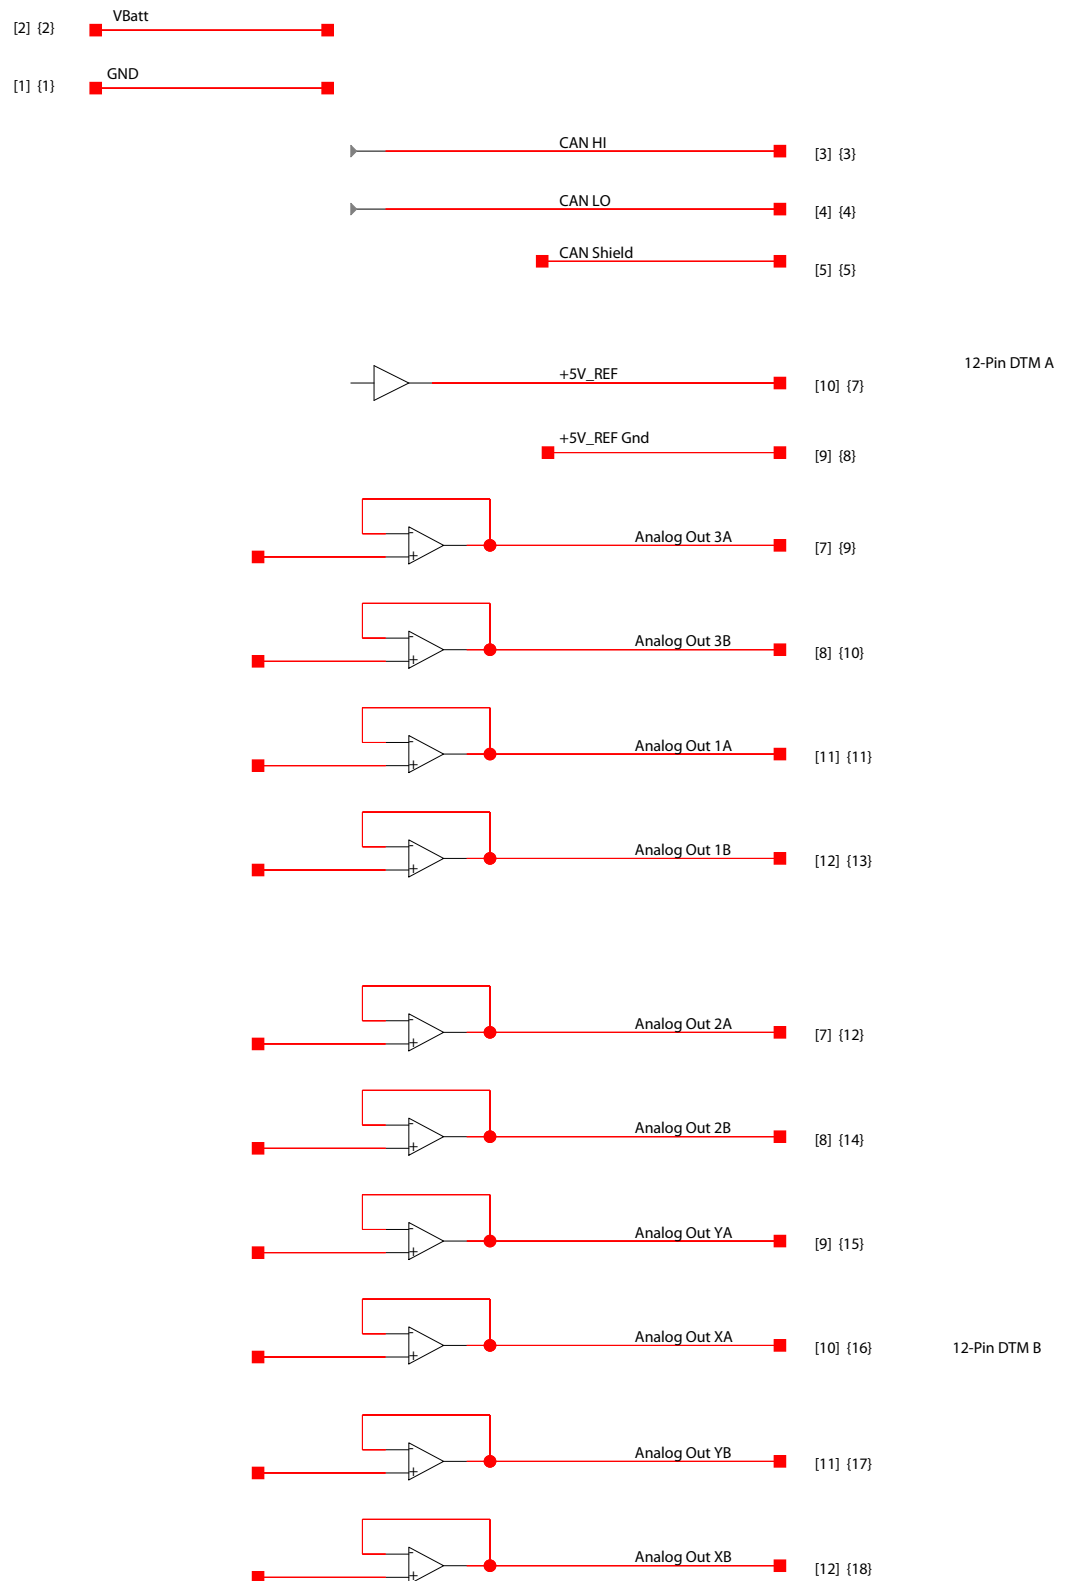 [2] {2} VBatt
[1] {1} GND
CAN HI [3] {3}
CAN LO [4] {4}
CAN Shield [5] {5}
12-Pin DTM A
+5V_REF [10] {7}
+5V_REF Gnd [9] {8}
- + Analog Out 3A [7] {9}
- + Analog Out 3B [8] {10}
- + Analog Out 1A [11] {11}
- + Analog Out 1B [12] {13}
- + Analog Out 2A [7] {12}
- + Analog Out 2B [8] {14}
- + Analog Out YA [9] {15}
- + Analog Out XA [10] {16} 12-Pin DTM B
- + Analog Out YB [11] {17}
- + Analog Out XB [12] {18}